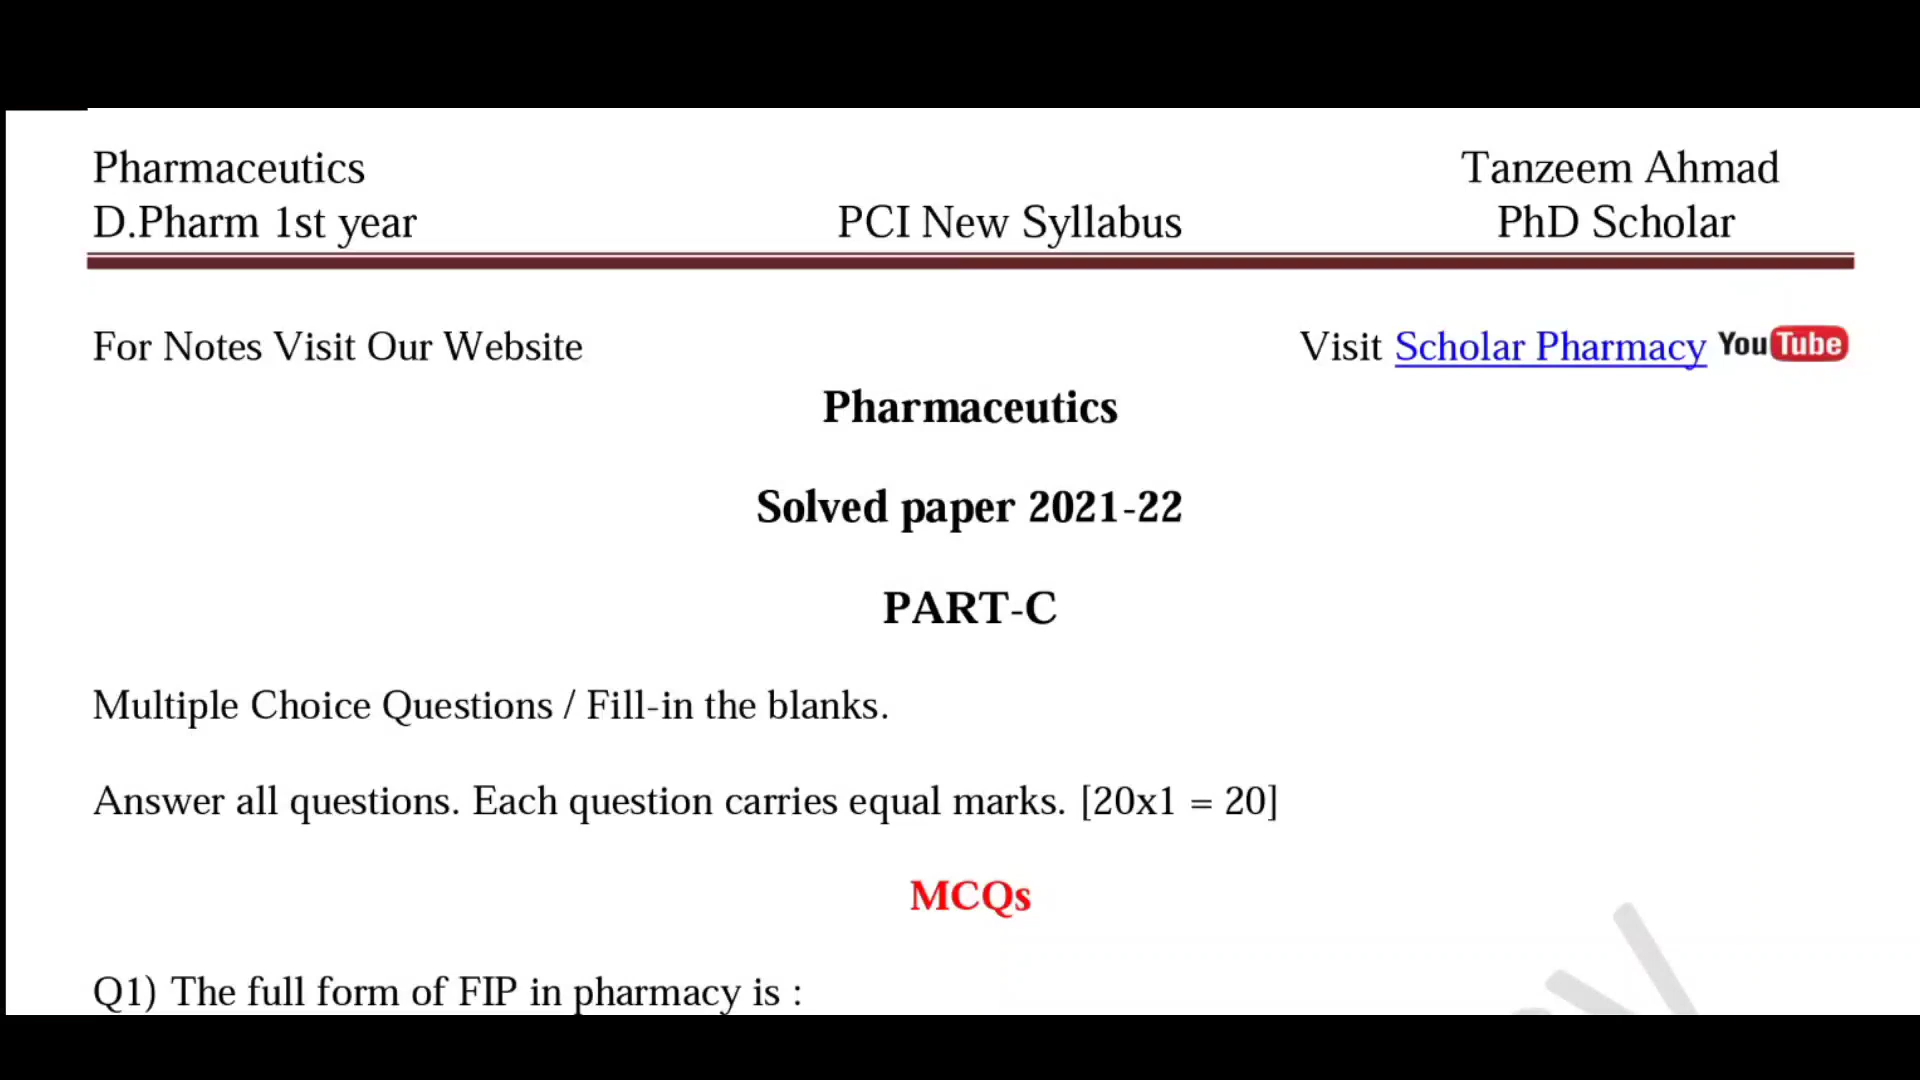 Pharmaceutics
Tanzeem Ahmad
D.Pharm 1st year
PCI New Syllabus
PhD Scholar
For Notes Visit Our Website
Visit Scholar Pharmacy YouTube
Pharmaceutics
Solved paper 2021-22
PART-C
Multiple Choice Questions / Fill-in the blanks.
Answer all questions. Each question carries equal marks. [20x1 = 20]
MCQs
Q1) The full form of FIP in pharmacy is :